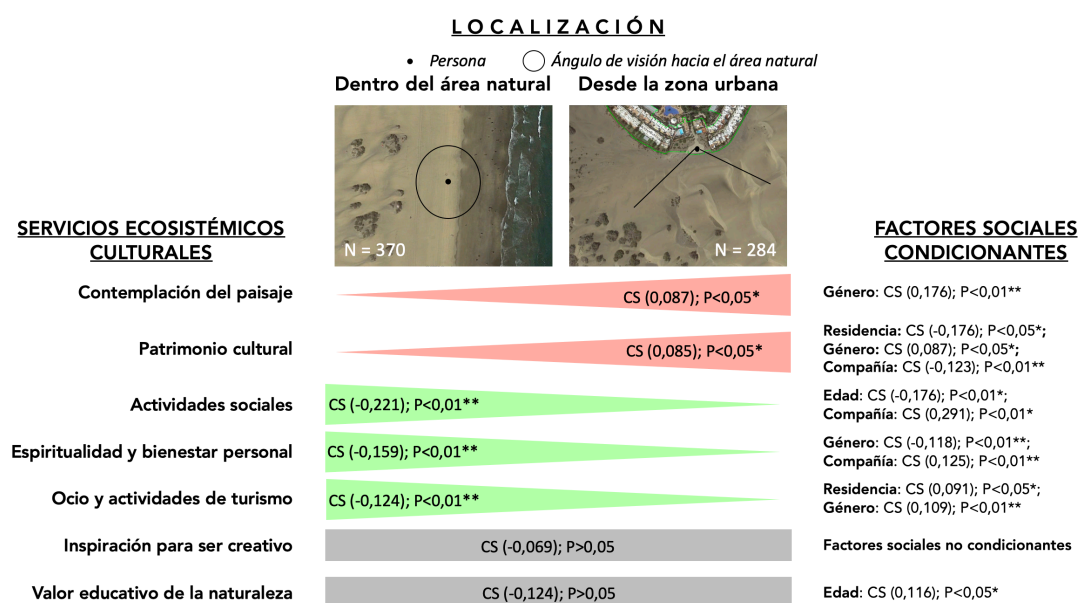 LOCALIZACIÓN
• Persona
Ángulo de visión hacia el área natural
Dentro del área natural
Desde la zona urbana
N = 370
N = 284
SERVICIOS ECOSISTÉMICOS
CULTURALES
FACTORES SOCIALES
CONDICIONANTES
Contemplación del paisaje
CS (0,087); P<0,05*
Género: CS (0,176); P<0,01**
Patrimonio cultural
CS (0,085); P<0,05*
Residencia: CS (-0,176); P<0,05*;
Género: CS (0,087); P<0,05*;
Compañía: CS (-0,123); P<0,01**
Actividades sociales
CS (-0,221); P<0,01**
Edad: CS (-0,176); P<0,01*;
Compañía: CS (0,291); P<0,01*
Espiritualidad y bienestar personal
CS (-0,159); P<0,01**
Género: CS (-0,118); P<0,01**;
Compañía: CS (0,125); P<0,01**
Ocio y actividades de turismo
CS (-0,124); P<0,01**
Residencia: CS (0,091); P<0,05*;
Género: CS (0,109); P<0,01**
Inspiración para ser creativo
CS (-0,069); P>0,05
Factores sociales no condicionantes
Valor educativo de la naturaleza
CS (-0,124); P>0,05
Edad: CS (0,116); P<0,05*